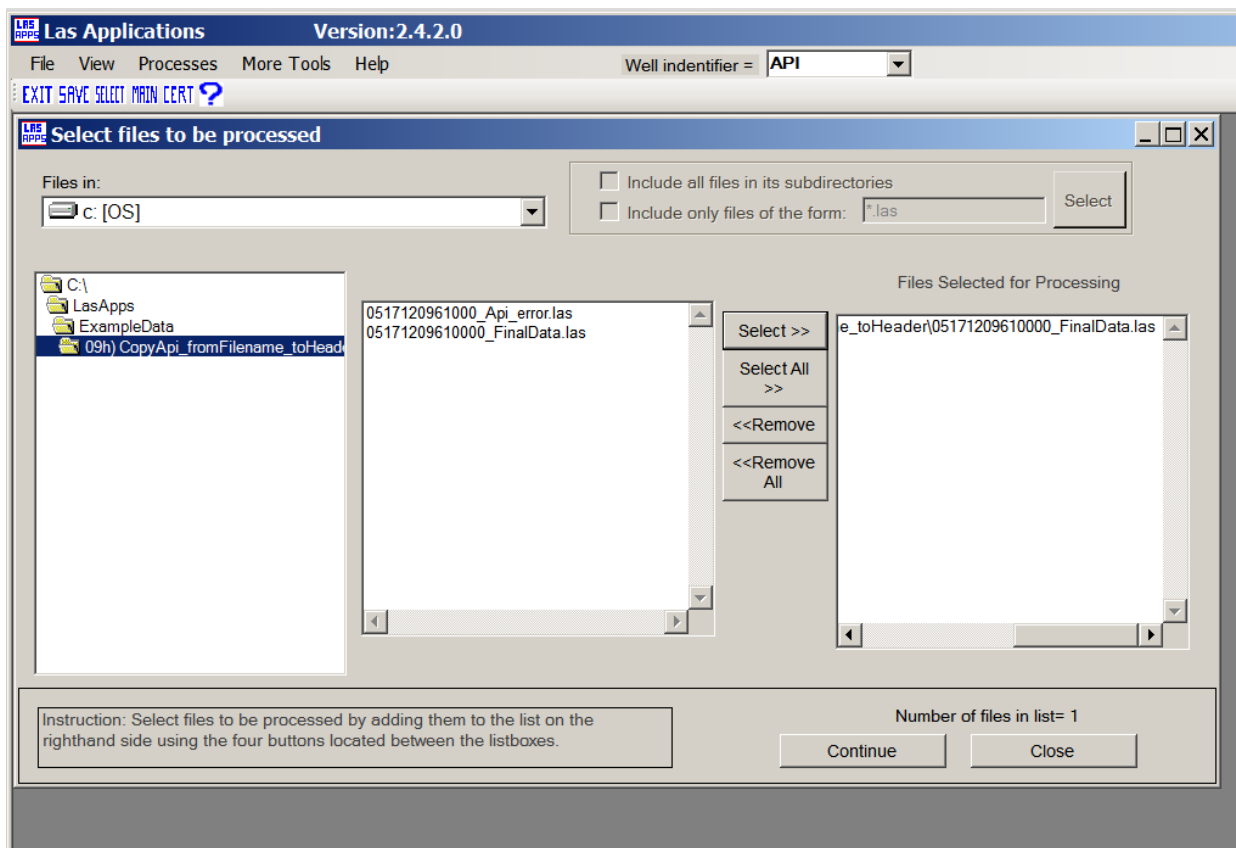 LAS APPS Las Applications Version:2.4.2.0
File View Processes More Tools Help Well indentifier = API
EXIT SAVE SELECT MAIN CERT ?
LAS APPS Select files to be processed
Files in:
c: [OS]
Include all files in its subdirectories
Include only files of the form: *.las
Select
C:\
LasApps
ExampleData
09h) CopyApi_fromFilename_toHeade
0517120961000_Api_error.las
05171209610000_FinalData.las
Select >>
Select All
>>
<<Remove
<<Remove
All
Files Selected for Processing
e_toHeader\05171209610000_FinalData.las
Instruction: Select files to be processed by adding them to the list on the
righthand side using the four buttons located between the listboxes.
Number of files in list= 1
Continue Close